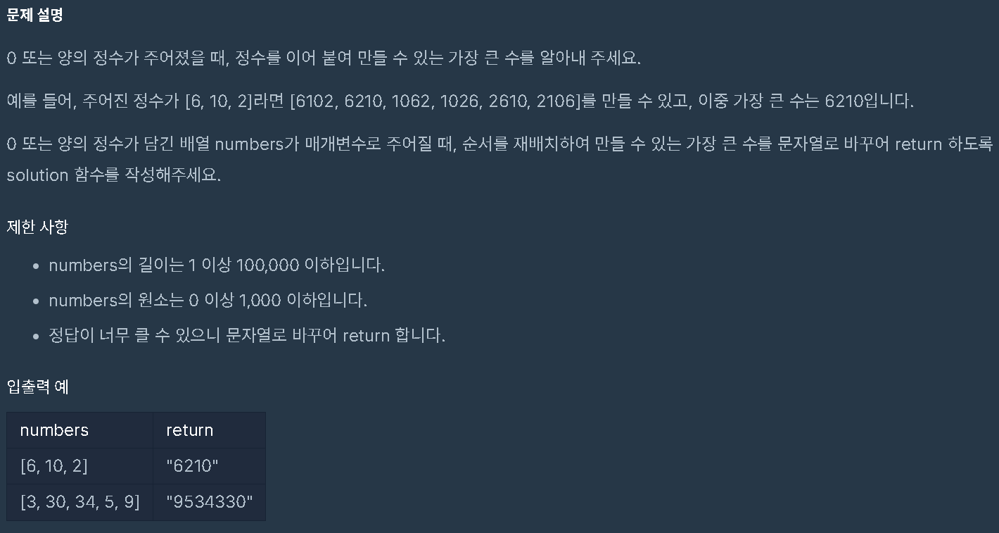 문제 설명
0 또는 양의 정수가 주어졌을 때, 정수를 이어 붙여 만들 수 있는 가장 큰 수를 알아내 주세요.
예를 들어, 주어진 정수가 [6, 10, 2]라면 [6102, 6210, 1062, 1026, 2610, 2106]를 만들 수 있고, 이중 가장 큰 수는 6210입니다.
0 또는 양의 정수가 담긴 배열 numbers가 매개변수로 주어질 때, 순서를 재배치하여 만들 수 있는 가장 큰 수를 문자열로 바꾸어 return 하도록
solution 함수를 작성해주세요.
제한 사항
• numbers의 길이는 1 이상 100,000 이하입니다.
• numbers의 원소는 0 이상 1,000 이하입니다.
• 정답이 너무 클 수 있으니 문자열로 바꾸어 return 합니다.
입출력 예
numbers return
[6, 10, 2] "6210"
[3, 30, 34, 5, 9] "9534330"